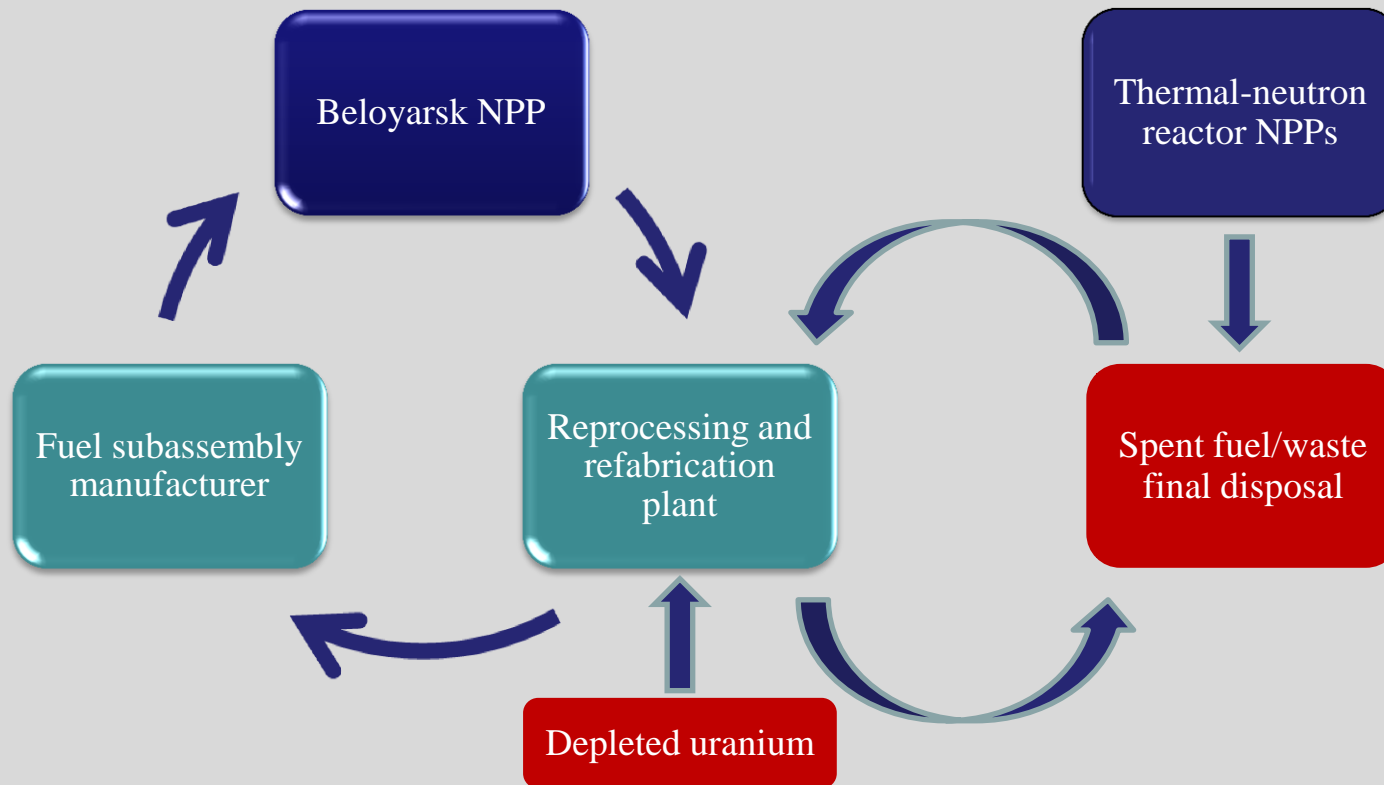 Beloyarsk NPP
Thermal-neutron
reactor NPPs
Fuel subassembly
manufacturer
Reprocessing and
refabrication
plant
Spent fuel/waste
final disposal
Depleted uranium